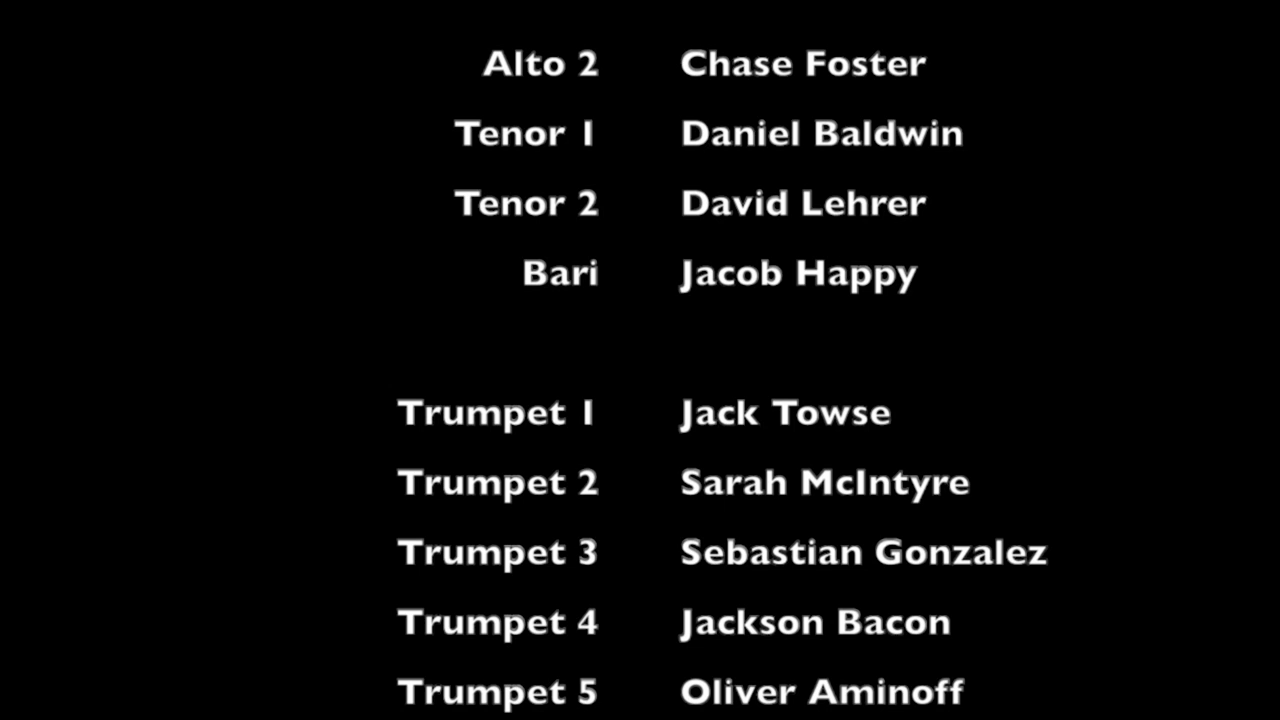 Alto 2 Chase Foster
Tenor 1 Daniel Baldwin
Tenor 2 David Lehrer
Bari Jacob Happy
Trumpet 1 Jack Towse
Trumpet 2 Sarah McIntyre
Trumpet 3 Sebastian Gonzalez
Trumpet 4 Jackson Bacon
Trumpet 5 Oliver Aminoff